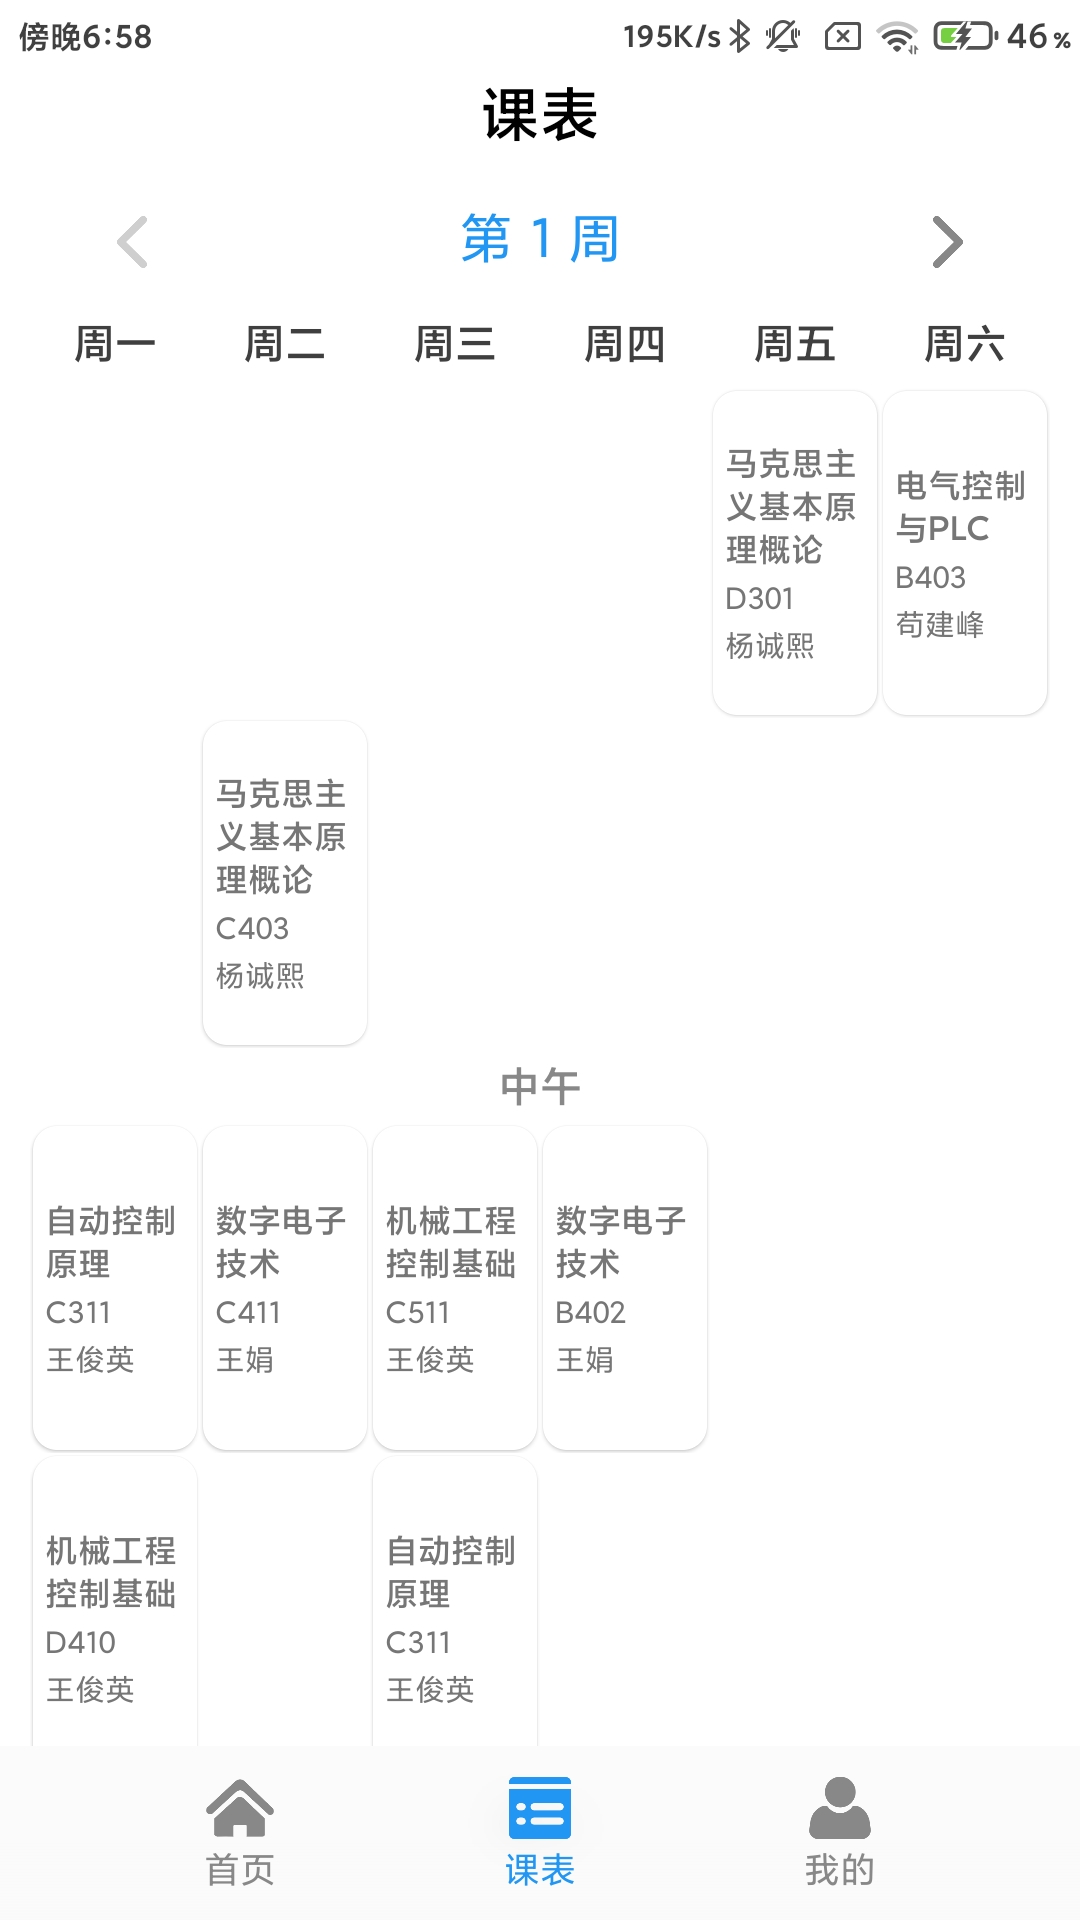 傍晚6:58 195K/s 46%
课表
第 1 周
周一 周二 周三 周四 周五 周六
马克思主
义基本原
理概论
D301
杨诚熙
电气控制
与PLC
B403
苟建峰
马克思主
义基本原
理概论
C403
杨诚熙
中午
自动控制
原理
C311
王俊英
数字电子
技术
C411
王娟
机械工程
控制基础
C511
王俊英
数字电子
技术
B402
王娟
机械工程
控制基础
D410
王俊英
自动控制
原理
C311
王俊英
首页 课表 我的